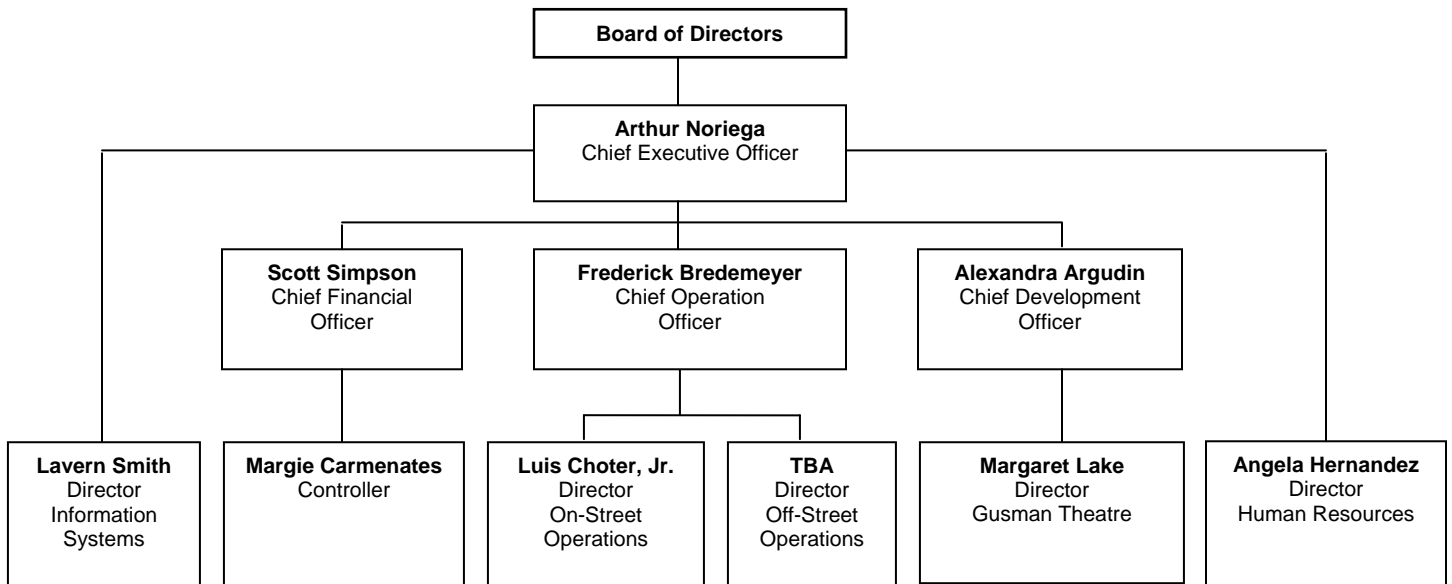 Board of Directors
Arthur Noriega
Chief Executive Officer
Scott Simpson
Chief Financial
Officer
Frederick Bredemeyer
Chief Operation
Officer
Alexandra Argudin
Chief Development
Officer
Lavern Smith
Director
Information
Systems
Margie Carmenates
Controller
Luis Choter, Jr.
Director
On-Street
Operations
TBA
Director
Off-Street
Operations
Margaret Lake
Director
Gusman Theatre
Angela Hernandez
Director
Human Resources